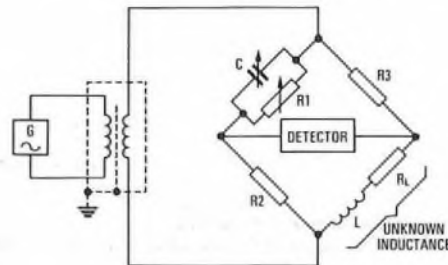 C
R1
R3
G
DETECTOR
R2
L
RL
UNKNOWN
INDUCTANCE